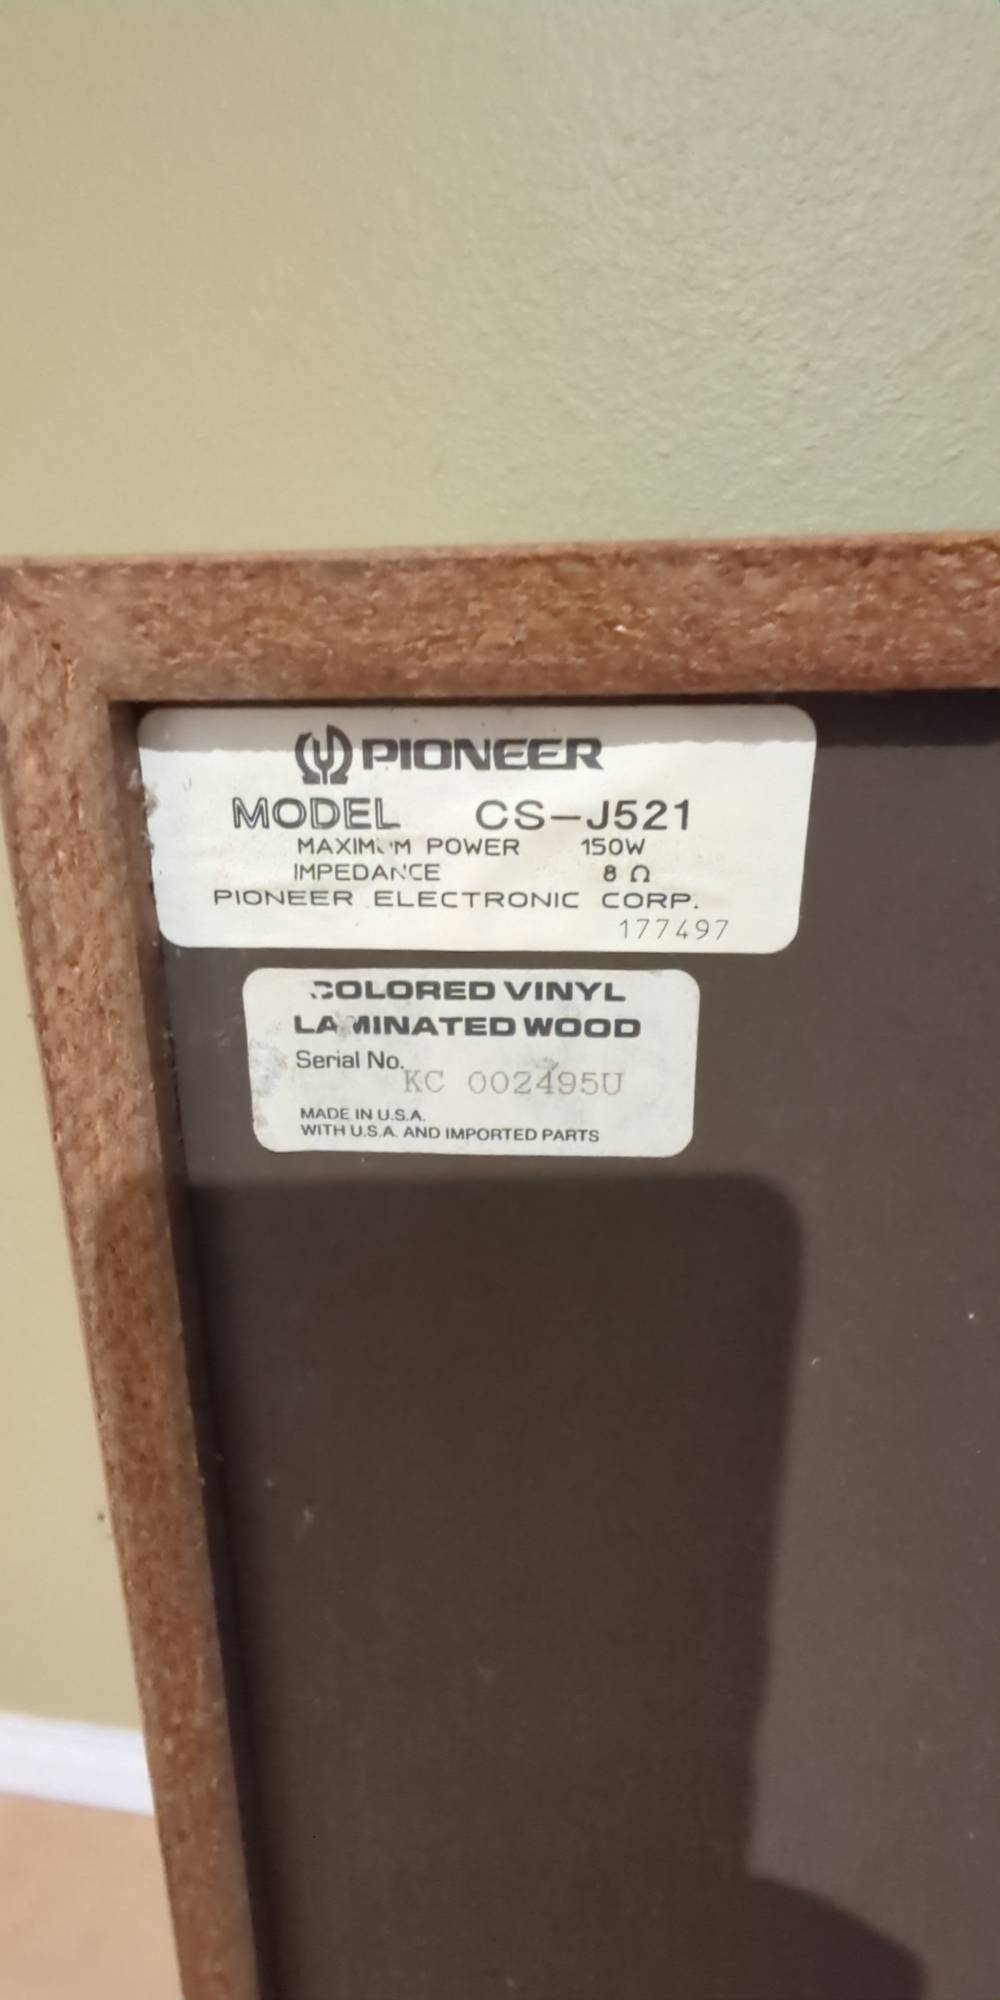 PIONEER
MODEL CS-J521
MAXIMUM POWER 150W
IMPEDANCE 8 Ω
PIONEER ELECTRONIC CORP.
177497
COLORED VINYL
LAMINATED WOOD
Serial No. KC 002495U
MADE IN U.S.A.
WITH U.S.A. AND IMPORTED PARTS